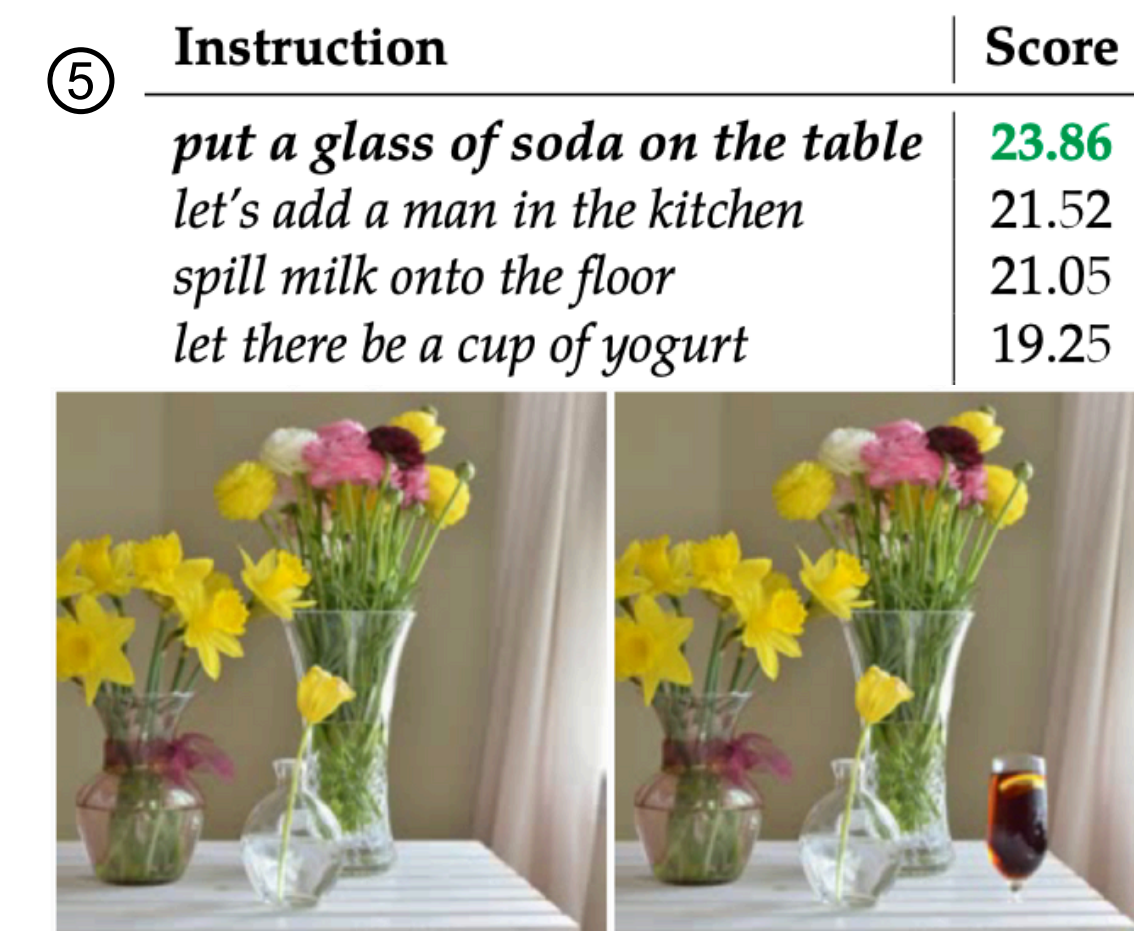 ⑤
Instruction Score
put a glass of soda on the table 23.86
let's add a man in the kitchen 21.52
spill milk onto the floor 21.05
let there be a cup of yogurt 19.25